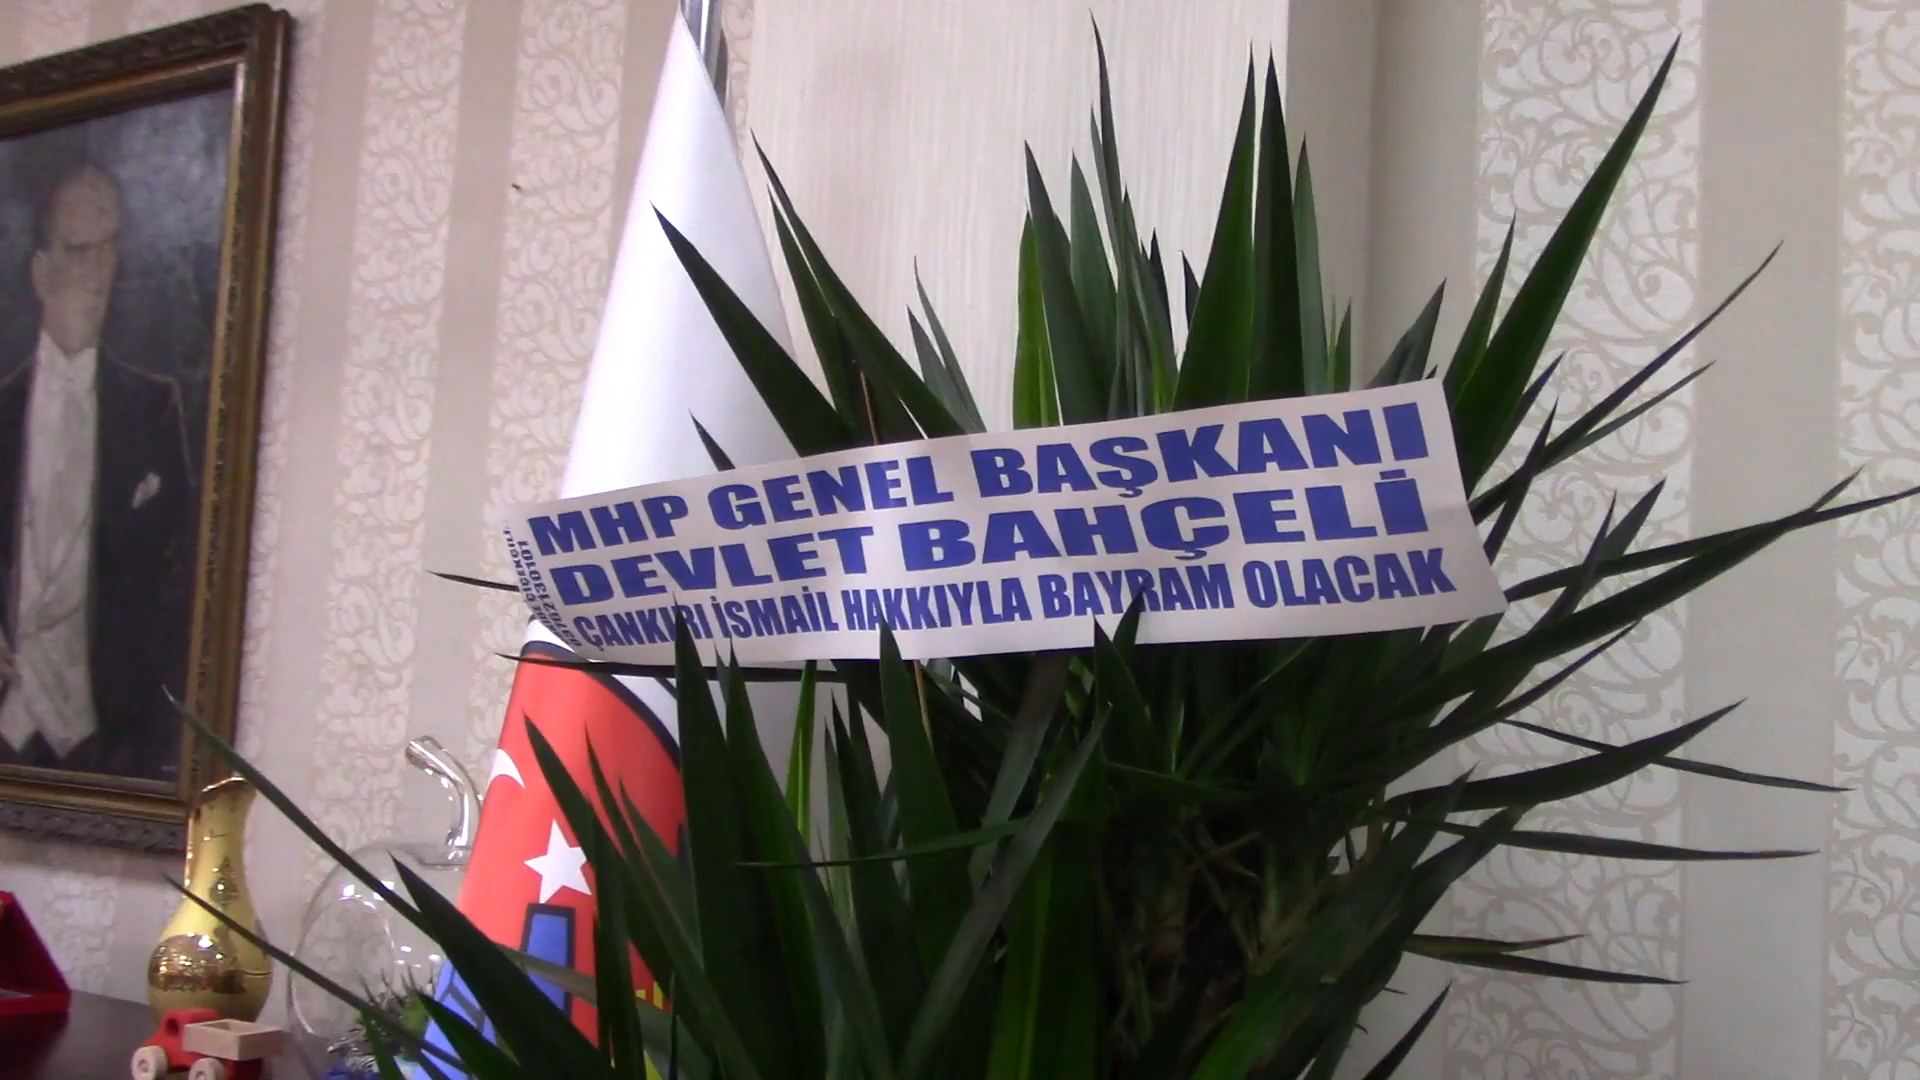 MHP GENEL BAŞKANI
DEVLET BAHÇELİ
ÇANKIRI İSMAİL HAKKIYLA BAYRAM OLACAK